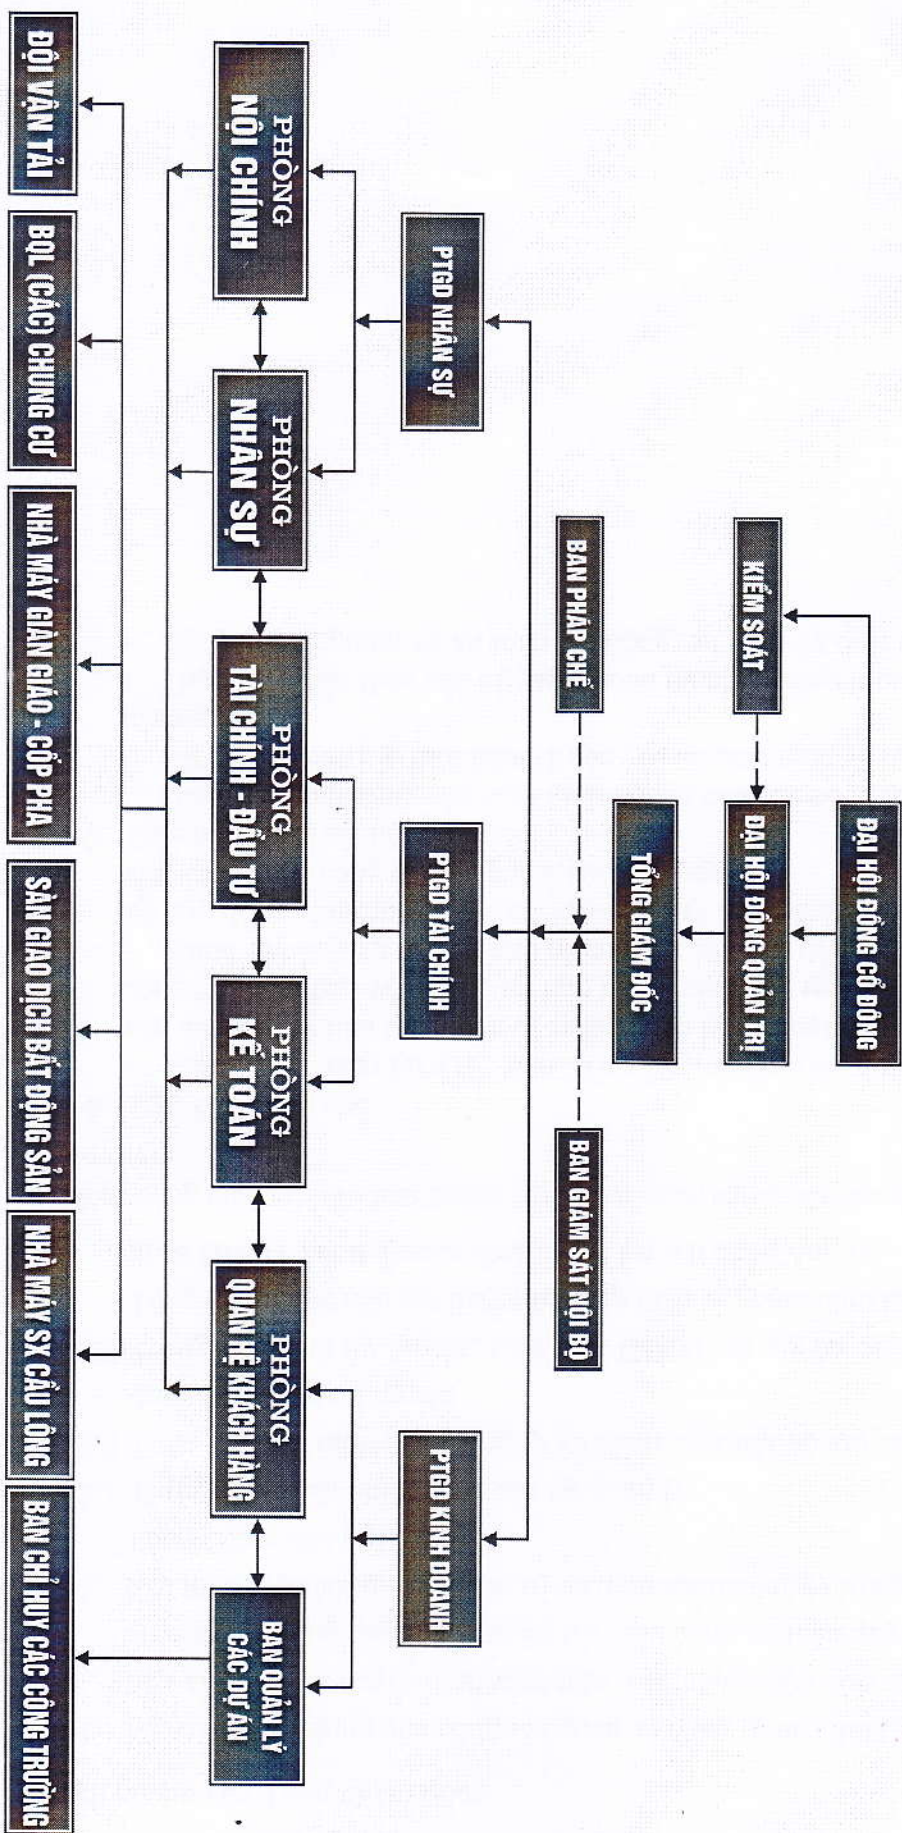 ĐẠI HỘI ĐỒNG CỔ ĐÔNG
KIỂM SOÁT
ĐẠI HỘI ĐỒNG QUẢN TRỊ
TỔNG GIÁM ĐỐC
BAN PHÁP CHẾ
BAN GIÁM SÁT NỘI BỘ
PTGD NHÂN SỰ
PTGD TÀI CHÍNH
PTGD KINH DOANH
PHÒNG
NỘI CHÍNH
PHÒNG
NHÂN SỰ
PHÒNG
TÀI CHÍNH - ĐẦU TƯ
PHÒNG
KẾ TOÁN
PHÒNG
QUAN HỆ KHÁCH HÀNG
BAN QUẢN LÝ
CÁC DỰ ÁN
ĐỘI VẬN TẢI
BQL (CÁC) CHUNG CƯ
NHÀ MÁY GIÀN GIÁO - CỐP PHA
SÀN GIAO DỊCH BẤT ĐỘNG SẢN
NHÀ MÁY SX CẦU LÔNG
BAN CHỈ HUY CÁC CÔNG TRƯỜNG